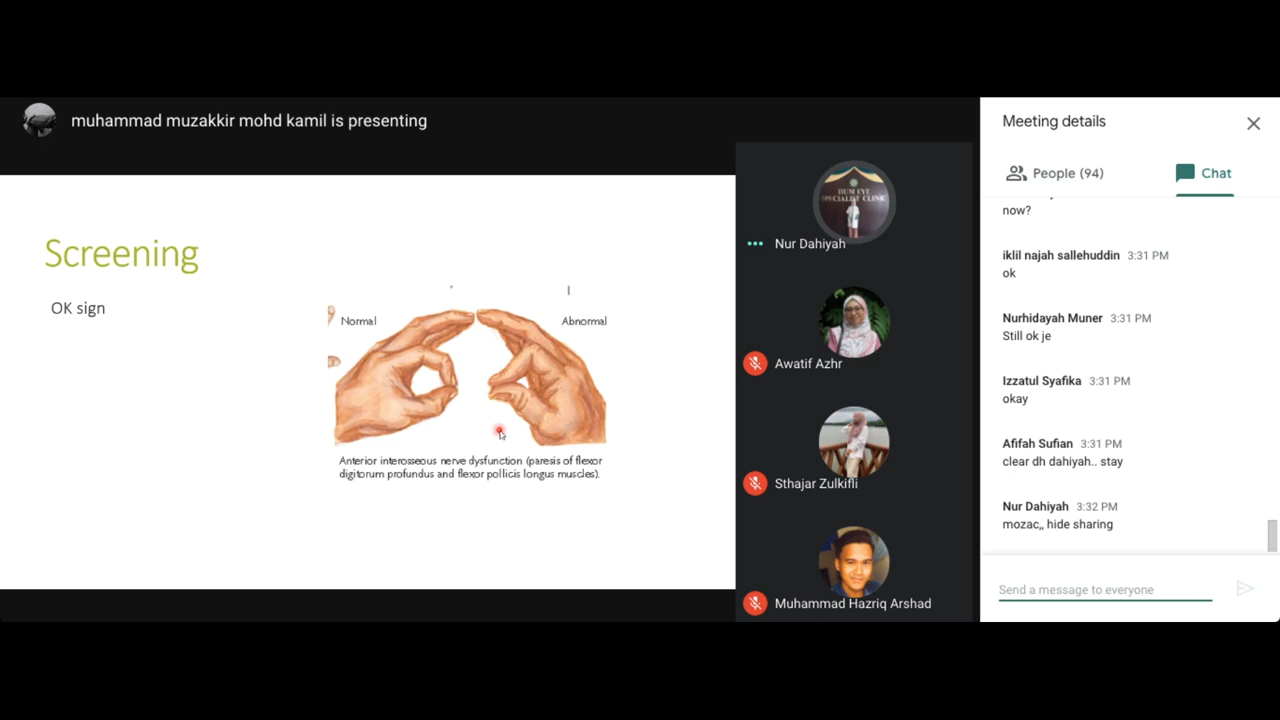 muhammad muzakkir mohd kamil is presenting
Screening
OK sign
Normal
Abnormal
Anterior interosseous nerve dysfunction (paresis of flexor
digitorum profundus and flexor pollicis longus muscles).
IIUM EYE
SPECIALIST CLINIC
Nur Dahiyah
Awatif Azhr
Sthajar Zulkifli
Muhammad Hazriq Arshad
Meeting details
People (94)
Chat
now?
iklil najah sallehuddin 3:31 PM
ok
Nurhidayah Muner 3:31 PM
Still ok je
Izzatul Syafika 3:31 PM
okay
Afifah Sufian 3:31 PM
clear dh dahiyah.. stay
Nur Dahiyah 3:32 PM
mozac,, hide sharing
Send a message to everyone